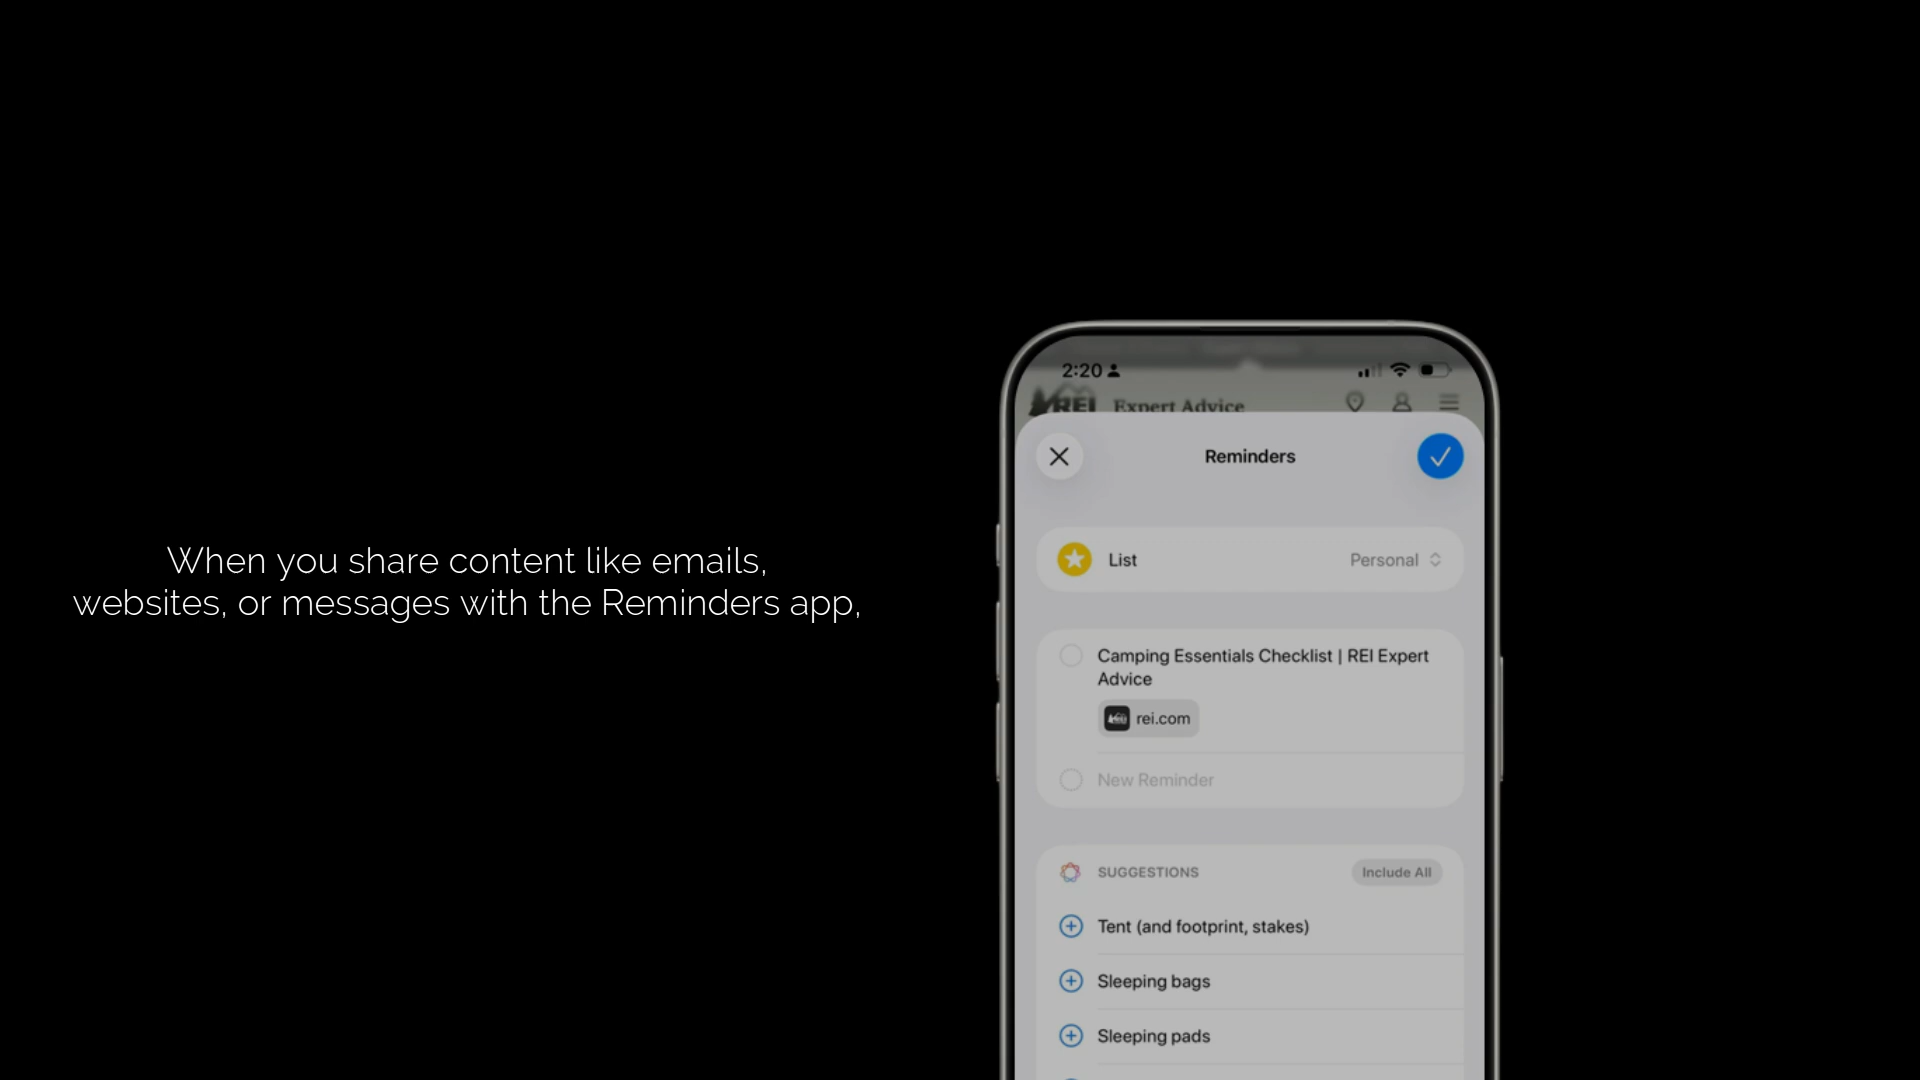 When you share content like emails,
websites, or messages with the Reminders app,
2:20
REI Expert Advice
Reminders
List Personal
Camping Essentials Checklist | REI Expert
Advice
rei.com
New Reminder
SUGGESTIONS Include All
Tent (and footprint, stakes)
Sleeping bags
Sleeping pads